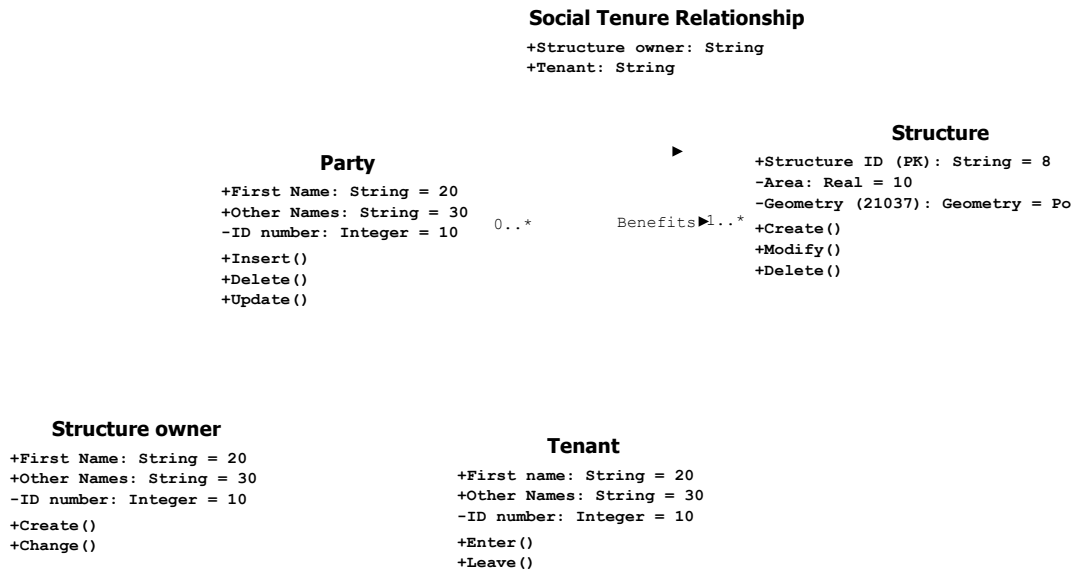 Social Tenure Relationship
+Structure owner: String
+Tenant: String
Structure
+Structure ID (PK): String = 8
-Area: Real = 10
-Geometry (21037): Geometry = Po
+Create()
+Modify()
+Delete()
Party
+First Name: String = 20
+Other Names: String = 30
-ID number: Integer = 10
+Insert()
+Delete()
+Update()
0..*
Benefits
1..*
Structure owner
+First Name: String = 20
+Other Names: String = 30
-ID number: Integer = 10
+Create()
+Change()
Tenant
+First name: String = 20
+Other Names: String = 30
-ID number: Integer = 10
+Enter()
+Leave()